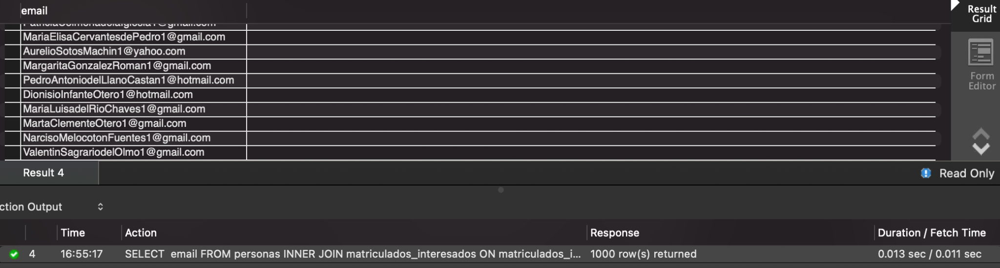 email
Result
Grid
MariaElisaCervantesdePedro1@gmail.com
AurelioSotosMachin1@yahoo.com
MargaritaGonzalezRoman1@gmail.com
PedroAntoniodelLlanoCastan1@hotmail.com
Form
Editor
DionisioInfanteOtero1@hotmail.com
MariaLuisadelRioChaves1@gmail.com
MartaClementeOtero1@gmail.com
NarcisoMelocotonFuentes1@gmail.com
ValentinSagrariodelOlmo1@gmail.com
Result 4
Read Only
ction Output
Time Action Response Duration / Fetch Time
4 16:55:17 SELECT email FROM personas INNER JOIN matriculados_interesados ON matriculados_i... 1000 row(s) returned 0.013 sec / 0.011 sec